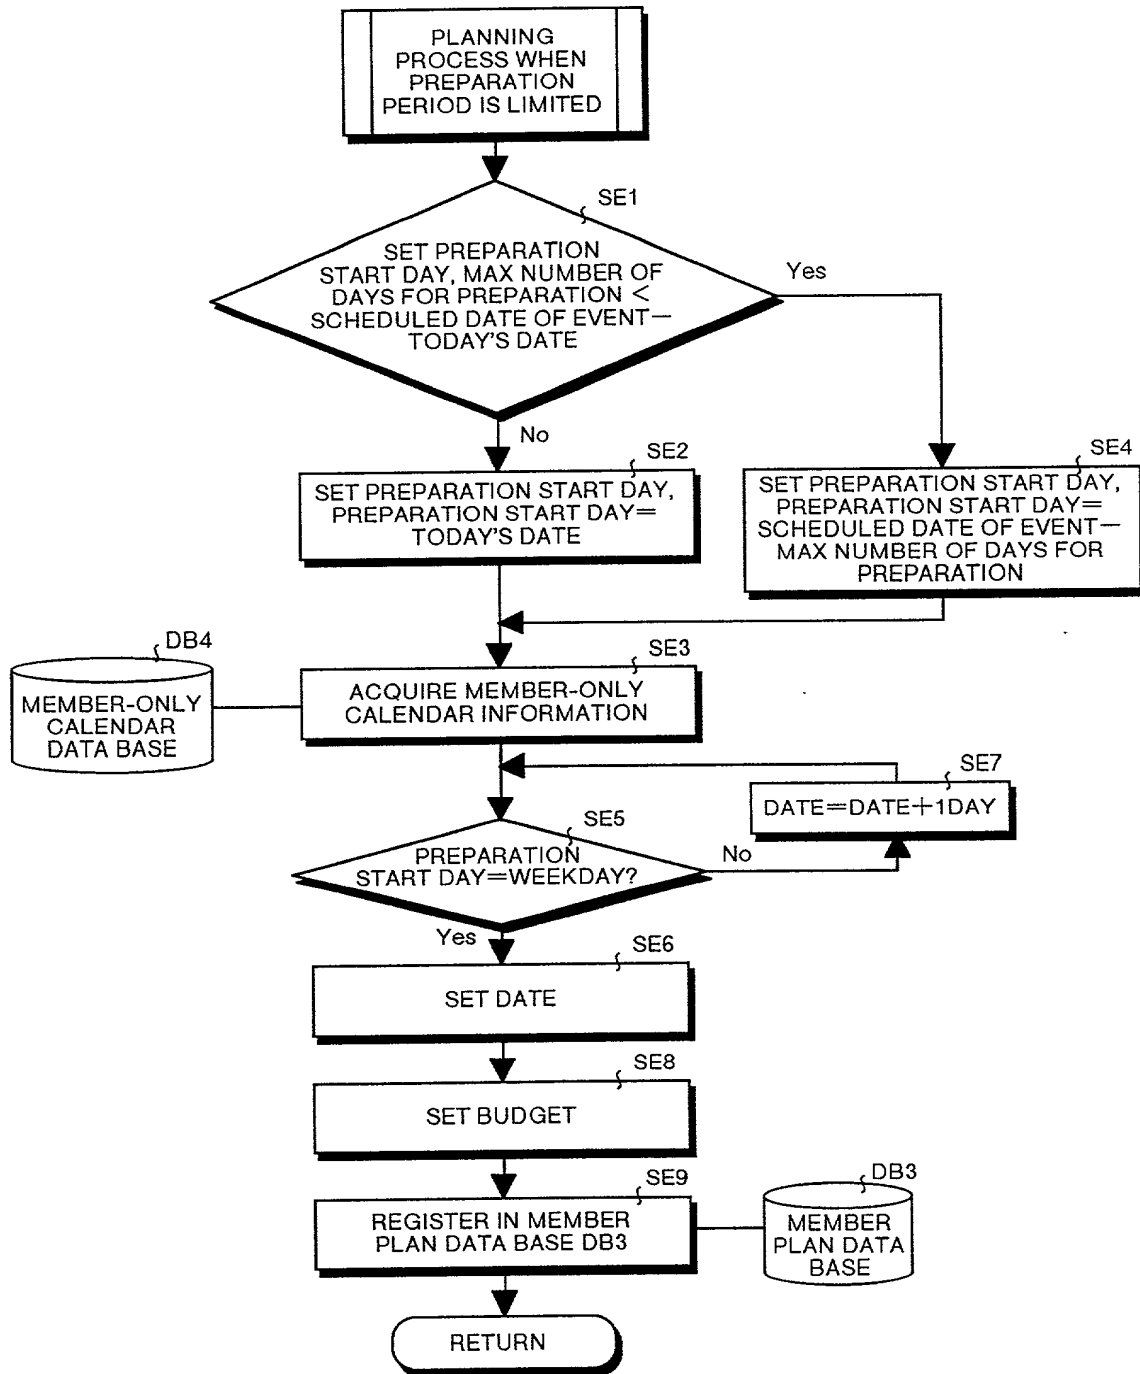 PLANNING
PROCESS WHEN
PREPARATION
PERIOD IS LIMITED
SE1
SET PREPARATION
START DAY, MAX NUMBER OF
DAYS FOR PREPARATION <
SCHEDULED DATE OF EVENT—
TODAY'S DATE
Yes
No
SE2
SET PREPARATION START DAY,
PREPARATION START DAY=
TODAY'S DATE
SE4
SET PREPARATION START DAY,
PREPARATION START DAY=
SCHEDULED DATE OF EVENT—
MAX NUMBER OF DAYS FOR
PREPARATION
DB4
MEMBER-ONLY
CALENDAR
DATA BASE
SE3
ACQUIRE MEMBER-ONLY
CALENDAR INFORMATION
SE7
DATE=DATE+1DAY
SE5
PREPARATION
START DAY=WEEKDAY?
No
Yes
SE6
SET DATE
SE8
SET BUDGET
SE9
REGISTER IN MEMBER
PLAN DATA BASE DB3
DB3
MEMBER
PLAN DATA
BASE
RETURN